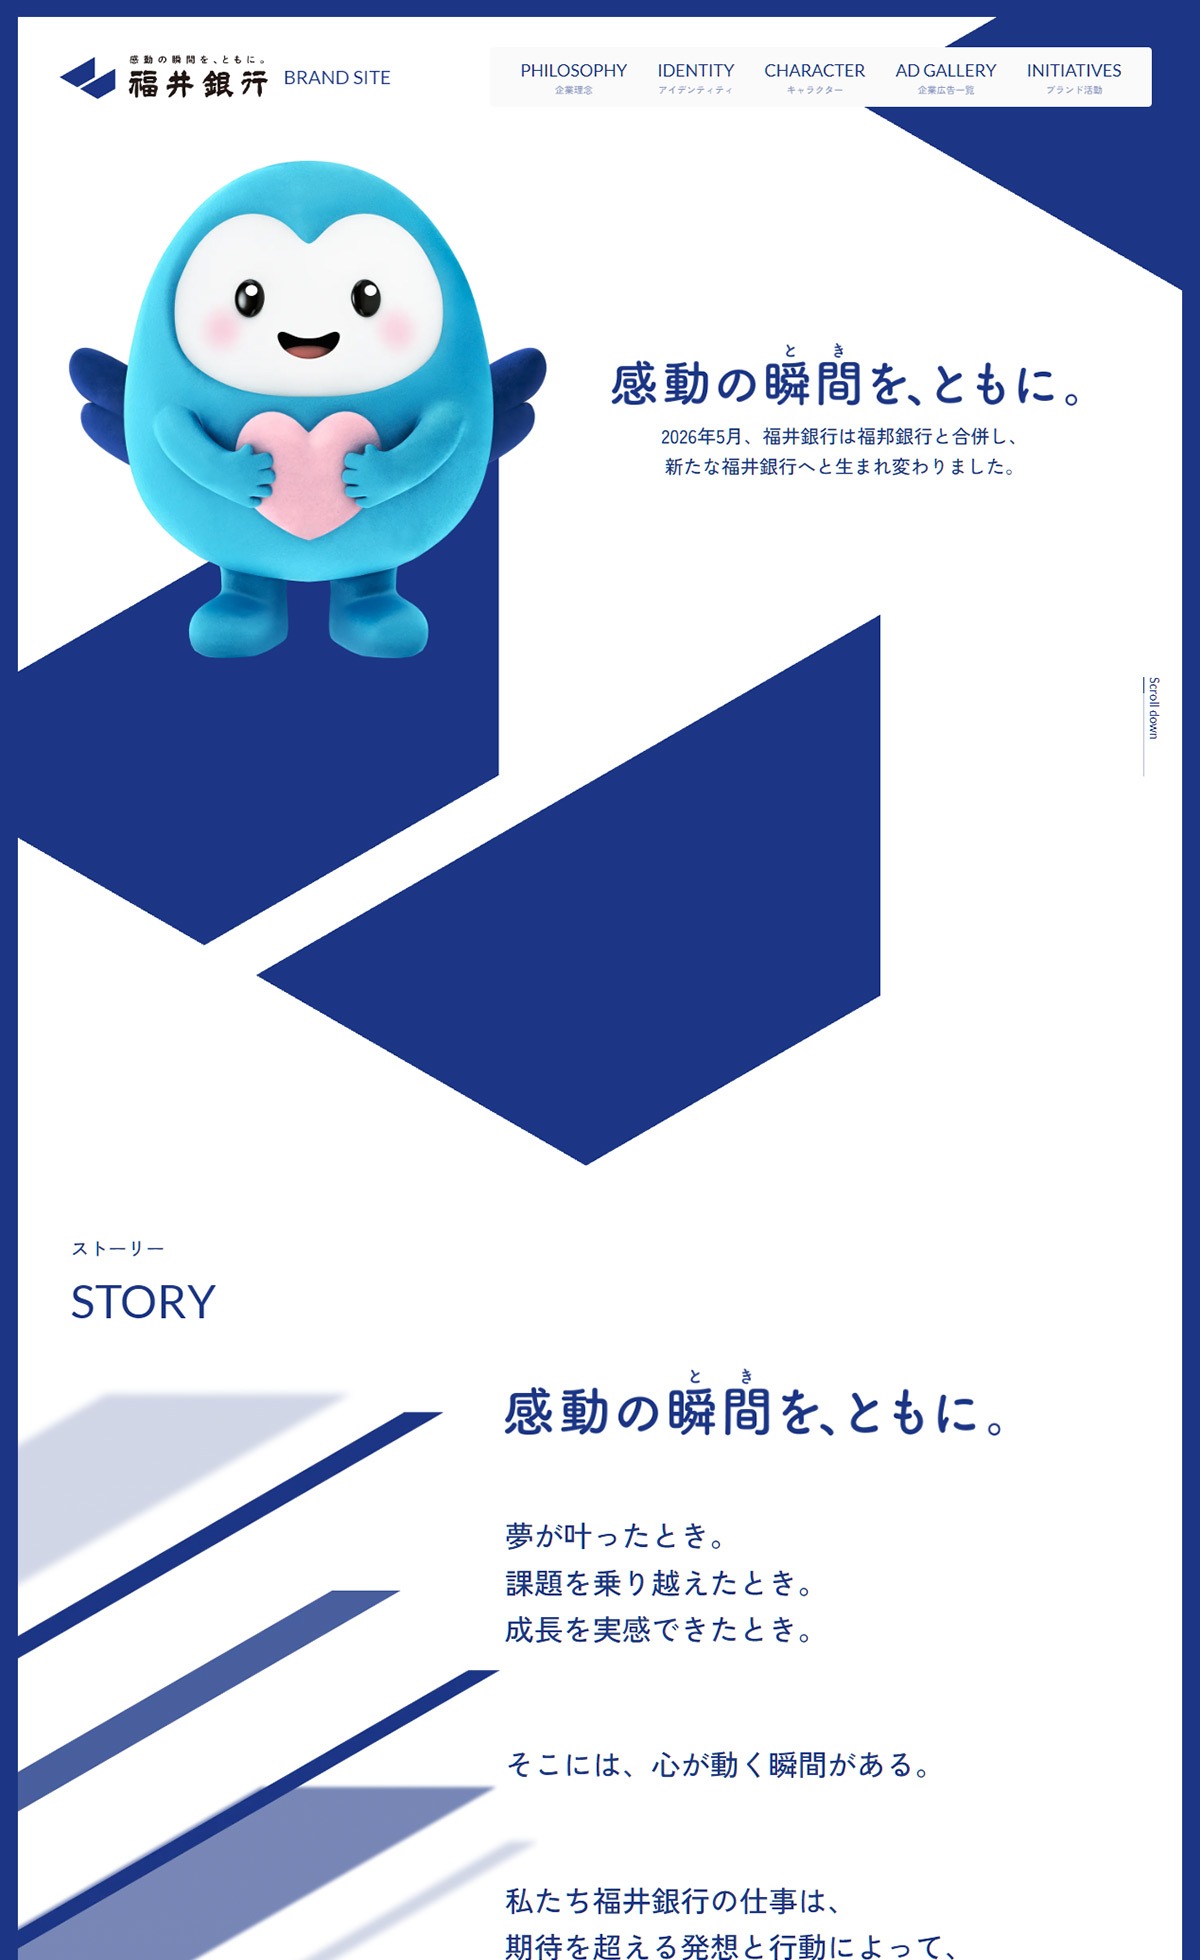 感動の瞬間を、ともに。
福井銀行
BRAND SITE
PHILOSOPHY
企業理念
IDENTITY
アイデンティティ
CHARACTER
キャラクター
AD GALLERY
企業広告一覧
INITIATIVES
ブランド活動
とき
感動の瞬間を、ともに。
2026年5月、福井銀行は福邦銀行と合併し、
新たな福井銀行へと生まれ変わりました。
Scroll down
ストーリー
STORY
とき
感動の瞬間を、ともに。
夢が叶ったとき。
課題を乗り越えたとき。
成長を実感できたとき。
そこには、心が動く瞬間がある。
私たち福井銀行の仕事は、
期待を超える発想と行動によって、